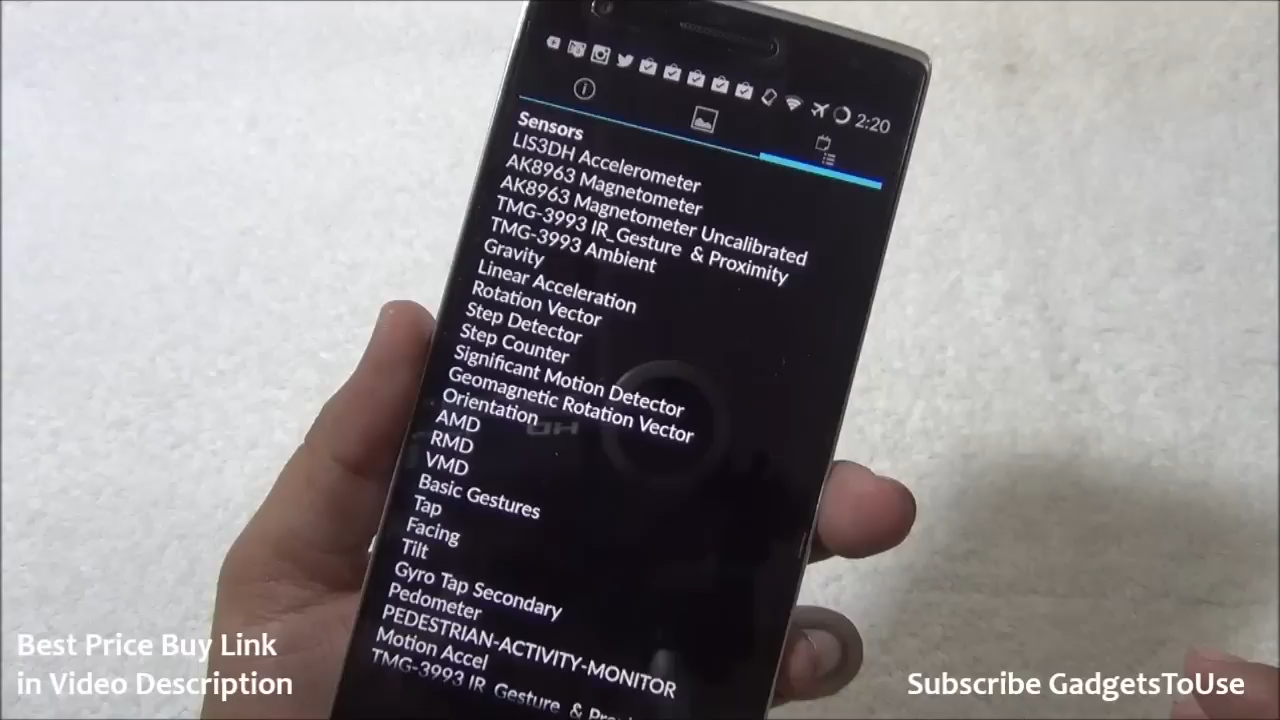 2:20
Sensors
LIS3DH Accelerometer
AK8963 Magnetometer
AK8963 Magnetometer Uncalibrated
TMG-3993 IR_Gesture & Proximity
TMG-3993 Ambient
Gravity
Linear Acceleration
Rotation Vector
Step Detector
Step Counter
Significant Motion Detector
Geomagnetic Rotation Vector
Orientation
AMD
RMD
VMD
Basic Gestures
Tap
Facing
Tilt
Gyro Tap Secondary
Pedometer
PEDESTRIAN-ACTIVITY-MONITOR
Motion Accel
TMG-3993 IR_Gesture &
Best Price Buy Link
in Video Description
Subscribe GadgetsToUse